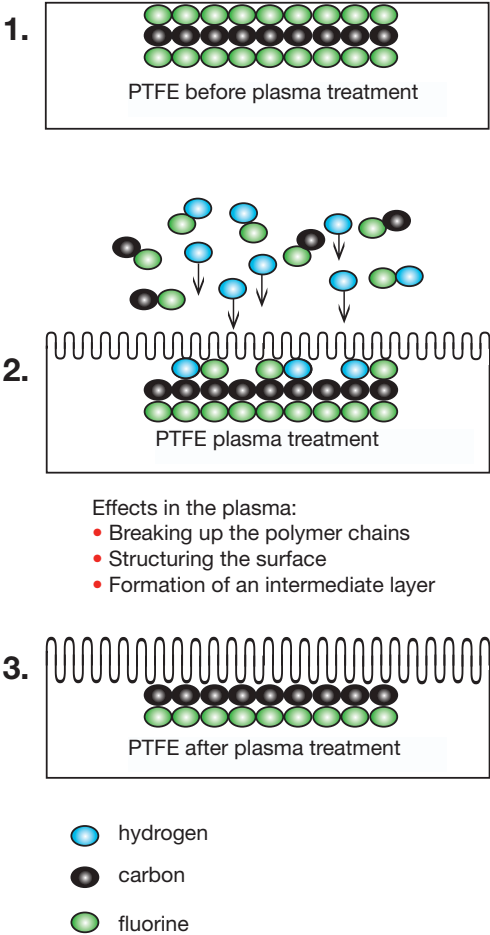 1.
PTFE before plasma treatment
2.
PTFE plasma treatment
Effects in the plasma:
• Breaking up the polymer chains
• Structuring the surface
• Formation of an intermediate layer
3.
PTFE after plasma treatment
hydrogen
carbon
fluorine